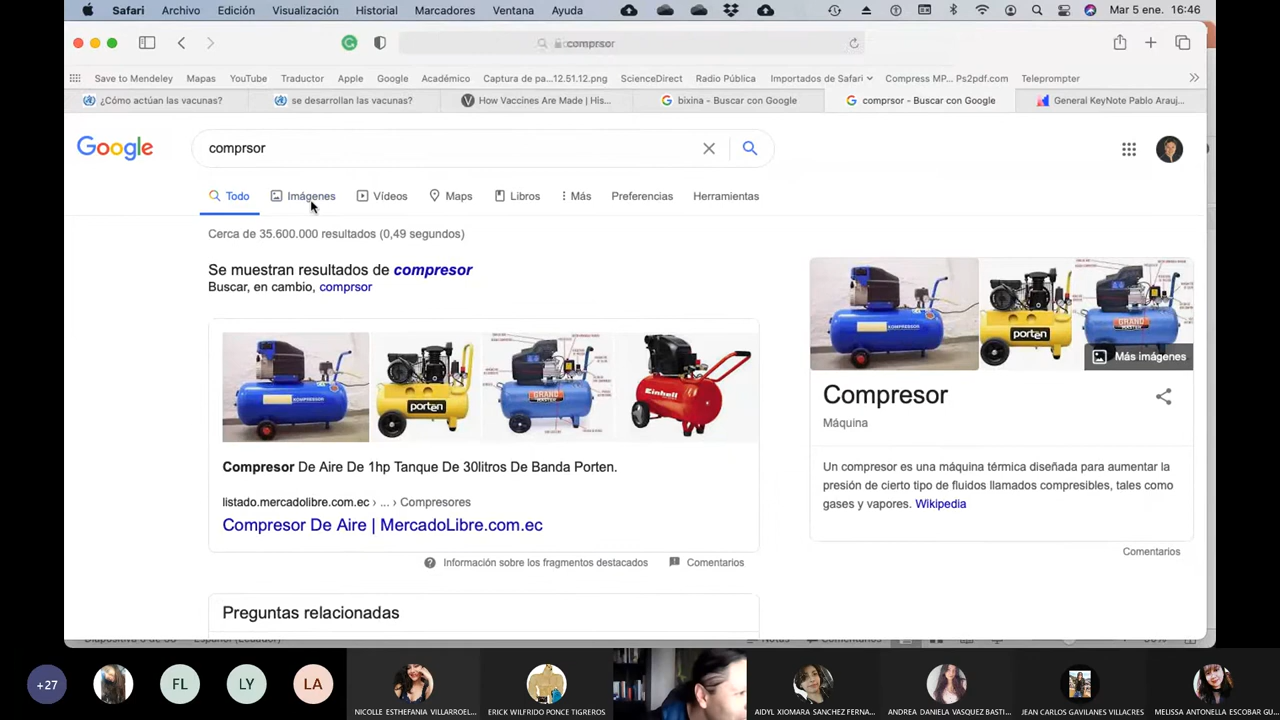 Safari Archivo Edición Visualización Historial Marcadores Ventana Ayuda Mar 5 ene. 16:46
comprsor
Save to Mendeley Mapas YouTube Traductor Apple Google Académico Captura de pa...12.51.12.png ScienceDirect Radio Pública Importados de Safari Compress MP... Ps2pdf.com Teleprompter
¿Cómo actúan las vacunas? se desarrollan las vacunas? How Vaccines Are Made | His... bixina - Buscar con Google comprsor - Buscar con Google General KeyNote Pablo Arauj...
Google comprsor
Todo Imágenes Vídeos Maps Libros Más Preferencias Herramientas
Cerca de 35.600.000 resultados (0,49 segundos)
Se muestran resultados de compresor
Buscar, en cambio, comprsor
KOMPRESSOR
porten
GRAND MASTER
Einhell
Compresor De Aire De 1hp Tanque De 30litros De Banda Porten.
listado.mercadolibre.com.ec › ... › Compresores
Compresor De Aire | MercadoLibre.com.ec
Información sobre los fragmentos destacados Comentarios
Preguntas relacionadas
porten
GRAND MASTER
Más imágenes
Compresor
Máquina
Un compresor es una máquina térmica diseñada para aumentar la
presión de cierto tipo de fluidos llamados compresibles, tales como
gases y vapores. Wikipedia
Comentarios
+27 FL LY LA
NICOLLE ESTHEFANIA VILLARROEL... ERICK WILFRIDO PONCE TIGREROS AIDYL XIOMARA SANCHEZ FERNA... ANDREA DANIELA VASQUEZ BASTI... JEAN CARLOS GAVILANES VILLACRES MELISSA ANTONELLA ESCOBAR GU...